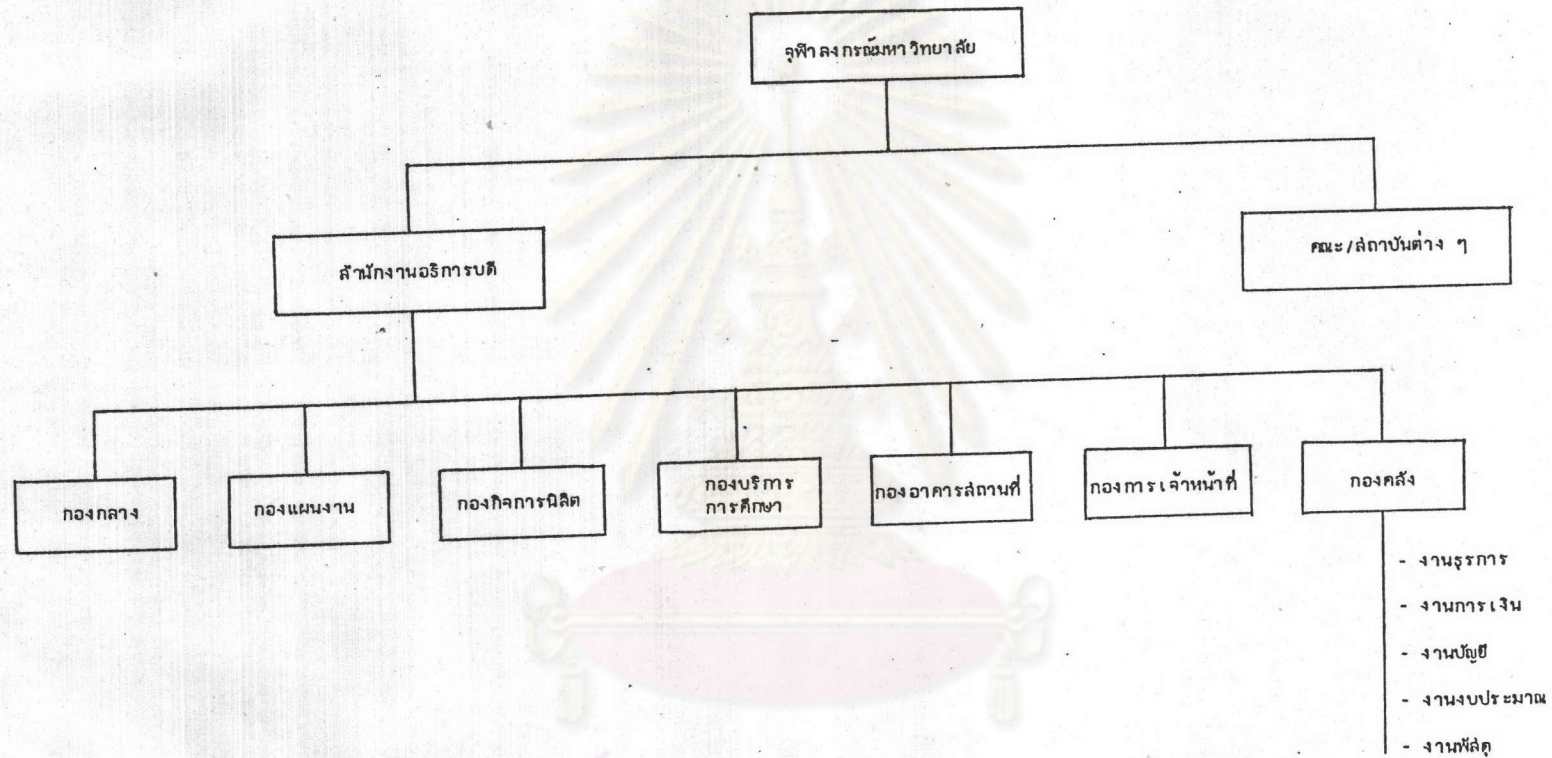 จุฬาลงกรณ์มหาวิทยาลัย
สำนักงานอธิการบดี
คณะ/สถาบันต่าง ๆ
กองกลาง
กองแผนงาน
กองกิจการนิสิต
กองบริการ
การศึกษา
กองอาคารสถานที่
กองการเจ้าหน้าที่
กองคลัง
- งานธุรการ
- งานการเงิน
- งานบัญชี
- งานงบประมาณ
- งานพัสดุ